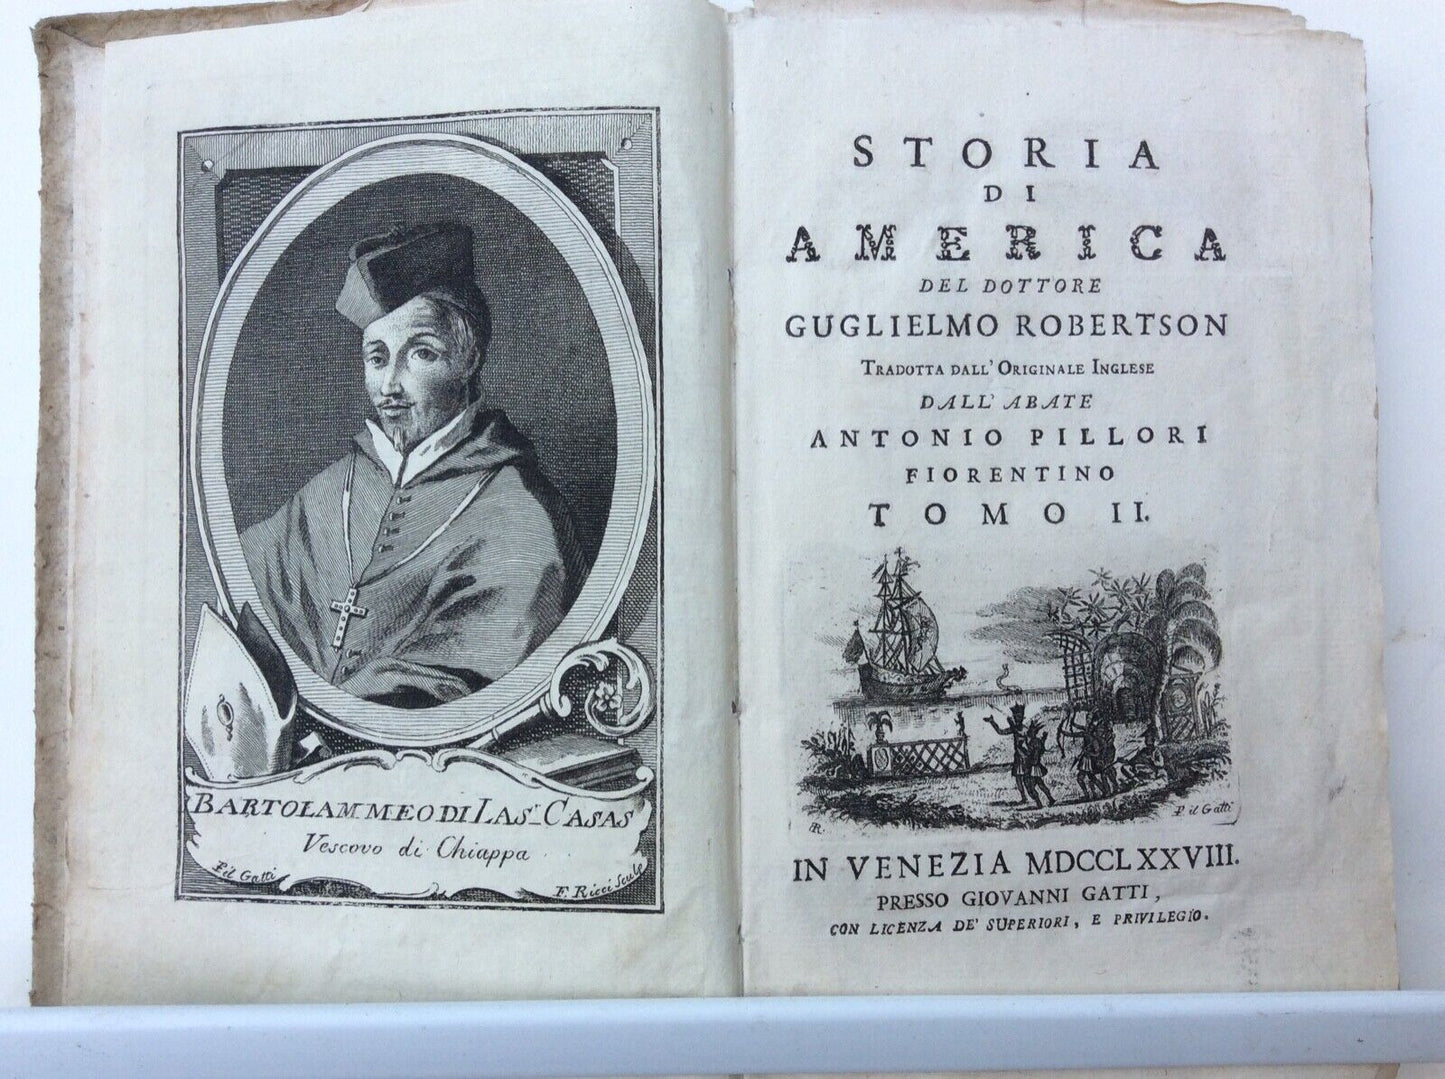 BARTOLAMMEO DI LAS-CASAS
Vescovo di Chiappa
P. il Gatti
F. Ricci Sculp
STORIA
DI
AMERICA
DEL DOTTORE
GUGLIELMO ROBERTSON
TRADOTTA DALL'ORIGINALE INGLESE
DALL'ABATE
ANTONIO PILLORI
FIORENTINO
TOMO II.
FR.
P. il Gatti
IN VENEZIA MDCCLXXVIII.
PRESSO GIOVANNI GATTI,
CON LICENZA DE' SUPERIORI, E PRIVILEGIO.